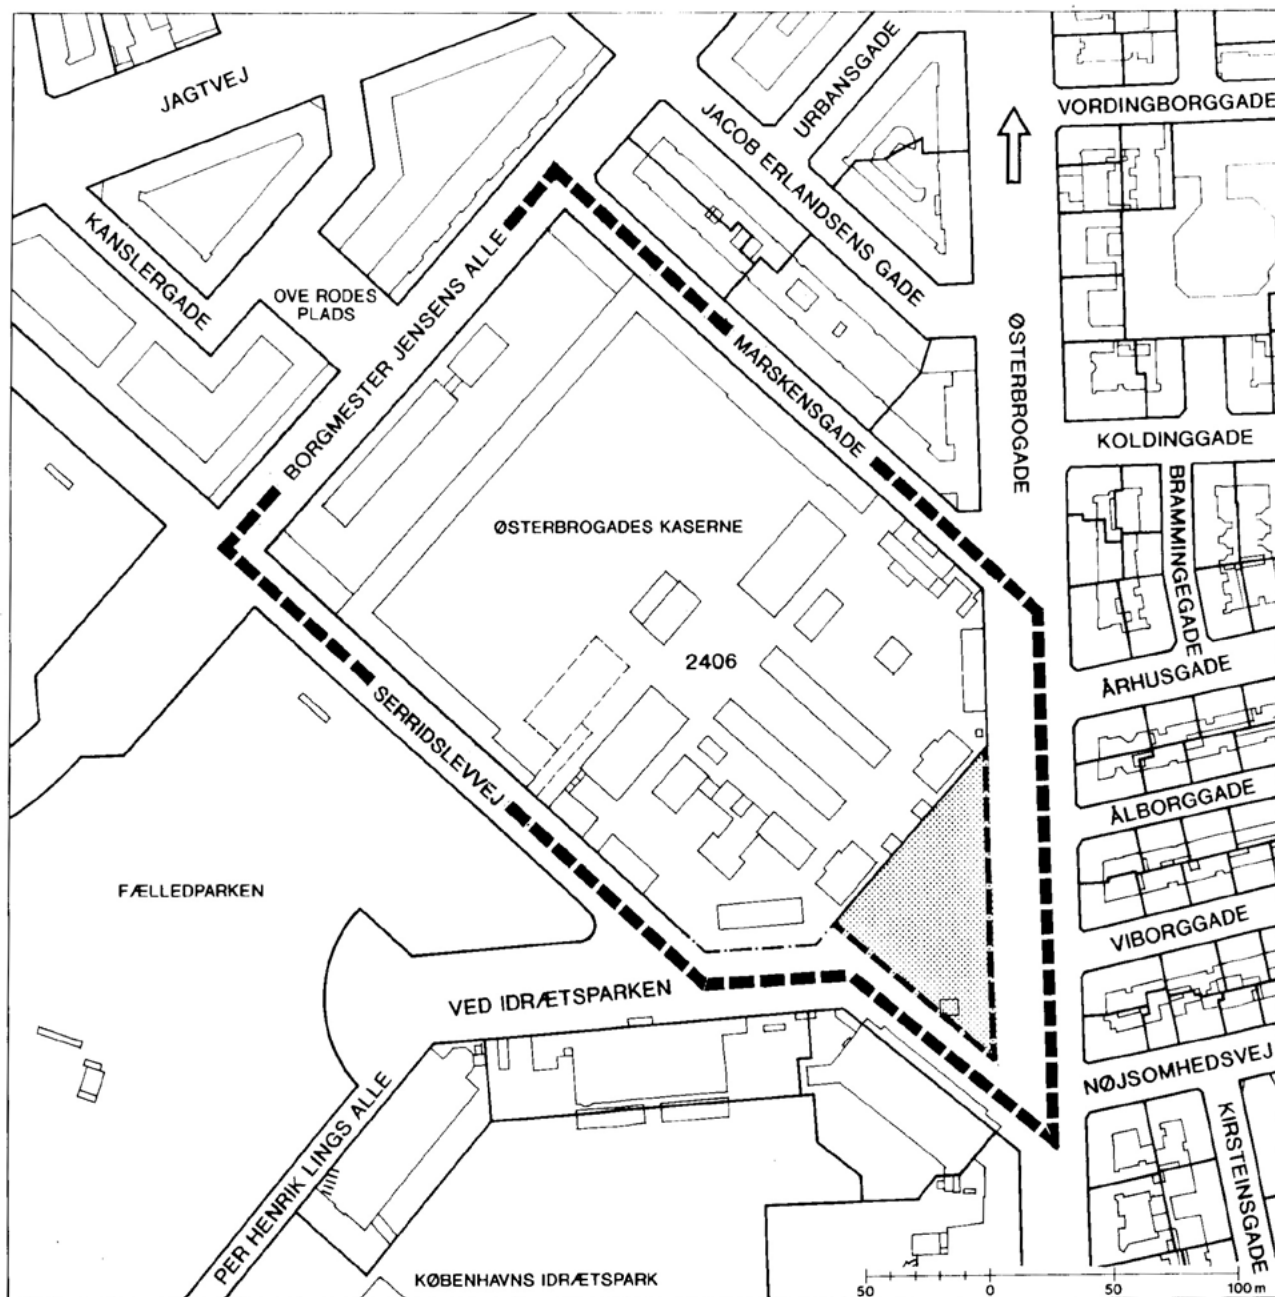 JAGTVEJ
URBANSGADE
VORDINGBORGGADE
JACOB ERLANDSENS GADE
KANSLERGADE
OVE RODES
PLADS
BORGMESTER JENSENS ALLE
MARSKENSGADE
ØSTERBROGADE
KOLDINGGADE
BRAMMINGEGADE
ØSTERBROGADES KASERNE
2406
ÅRHUSGADE
SERRIDSLEVVEJ
ÅLBORGGADE
FÆLLEDPARKEN
VIBORGGADE
VED IDRÆTSPARKEN
NØJSOMHEDSVEJ
KIRSTEINSGADE
PER HENRIK LINGS ALLE
KØBENHAVNS IDRÆTSPARK
50 0 50 100 m